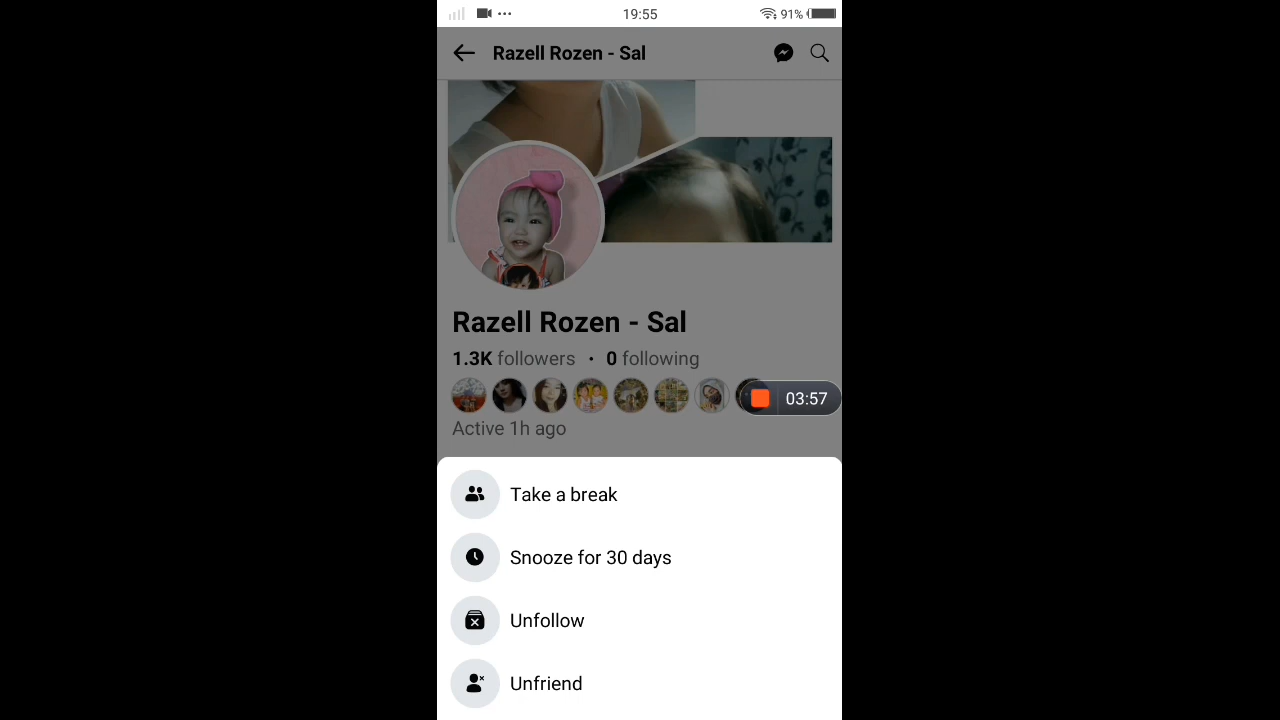 19:55
91%
Razell Rozen - Sal
Razell Rozen - Sal
1.3K followers • 0 following
03:57
Active 1h ago
Take a break
Snooze for 30 days
Unfollow
Unfriend